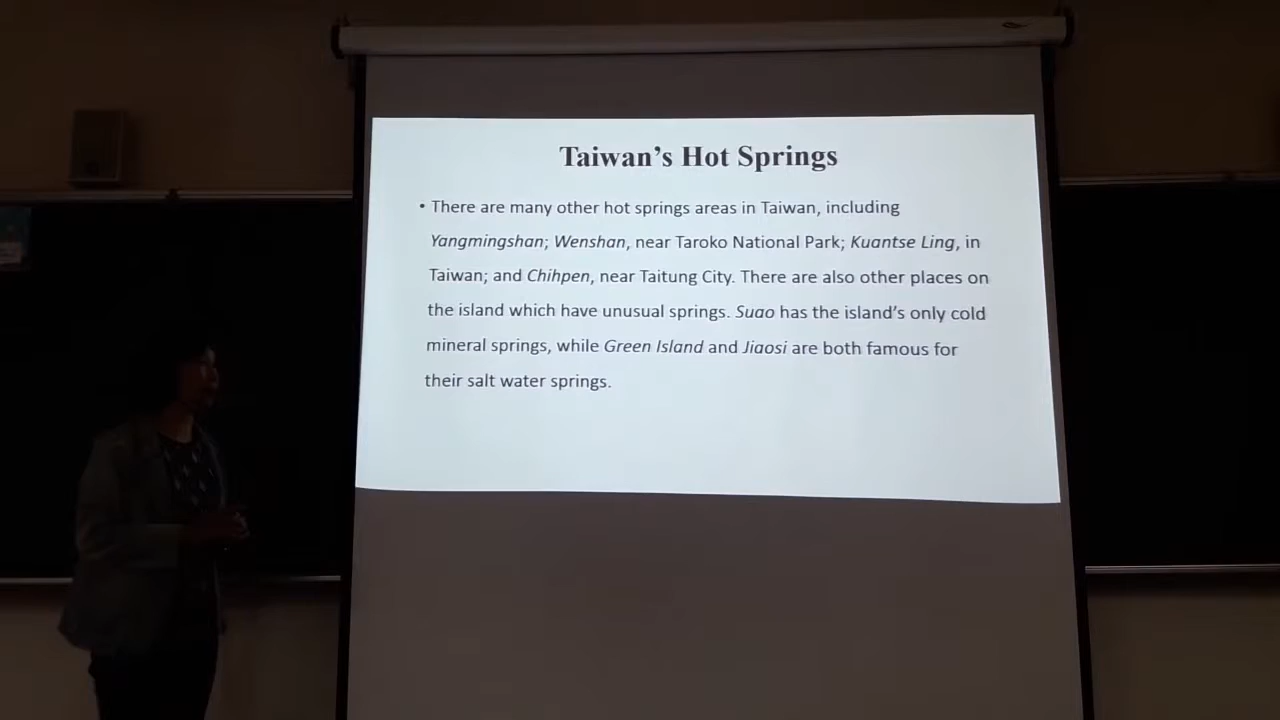 Taiwan's Hot Springs
• There are many other hot springs areas in Taiwan, including
Yangmingshan; Wenshan, near Taroko National Park; Kuantse Ling, in
Taiwan; and Chihpen, near Taitung City. There are also other places on
the island which have unusual springs. Suao has the island's only cold
mineral springs, while Green Island and Jiaosi are both famous for
their salt water springs.